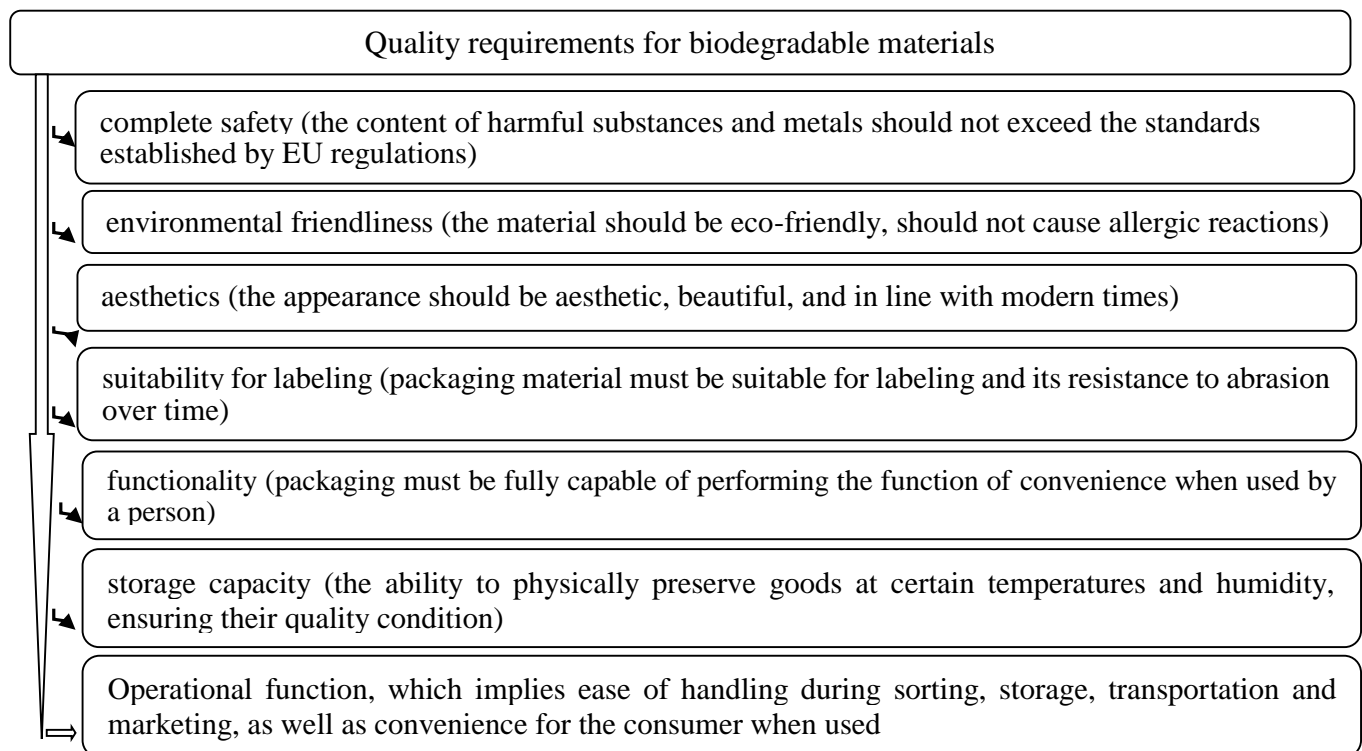 Quality requirements for biodegradable materials
complete safety (the content of harmful substances and metals should not exceed the standards
established by EU regulations)
environmental friendliness (the material should be eco-friendly, should not cause allergic reactions)
aesthetics (the appearance should be aesthetic, beautiful, and in line with modern times)
suitability for labeling (packaging material must be suitable for labeling and its resistance to abrasion
over time)
functionality (packaging must be fully capable of performing the function of convenience when used by
a person)
storage capacity (the ability to physically preserve goods at certain temperatures and humidity,
ensuring their quality condition)
Operational function, which implies ease of handling during sorting, storage, transportation and
marketing, as well as convenience for the consumer when used